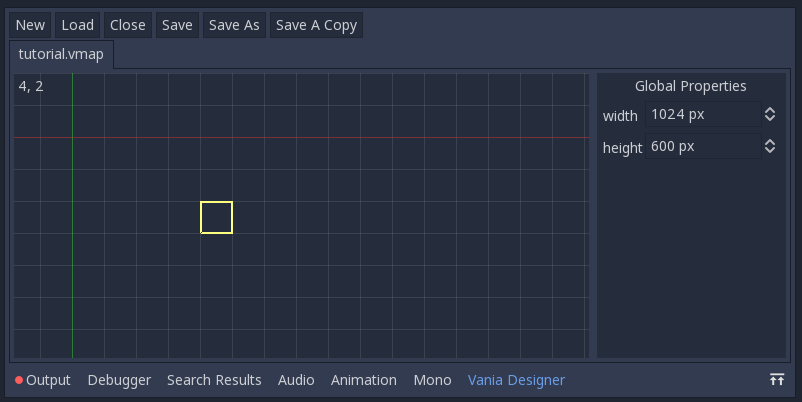 New Load Close Save Save As Save A Copy
tutorial.vmap
4, 2
Global Properties
width 1024 px
height 600 px
Output Debugger Search Results Audio Animation Mono Vania Designer